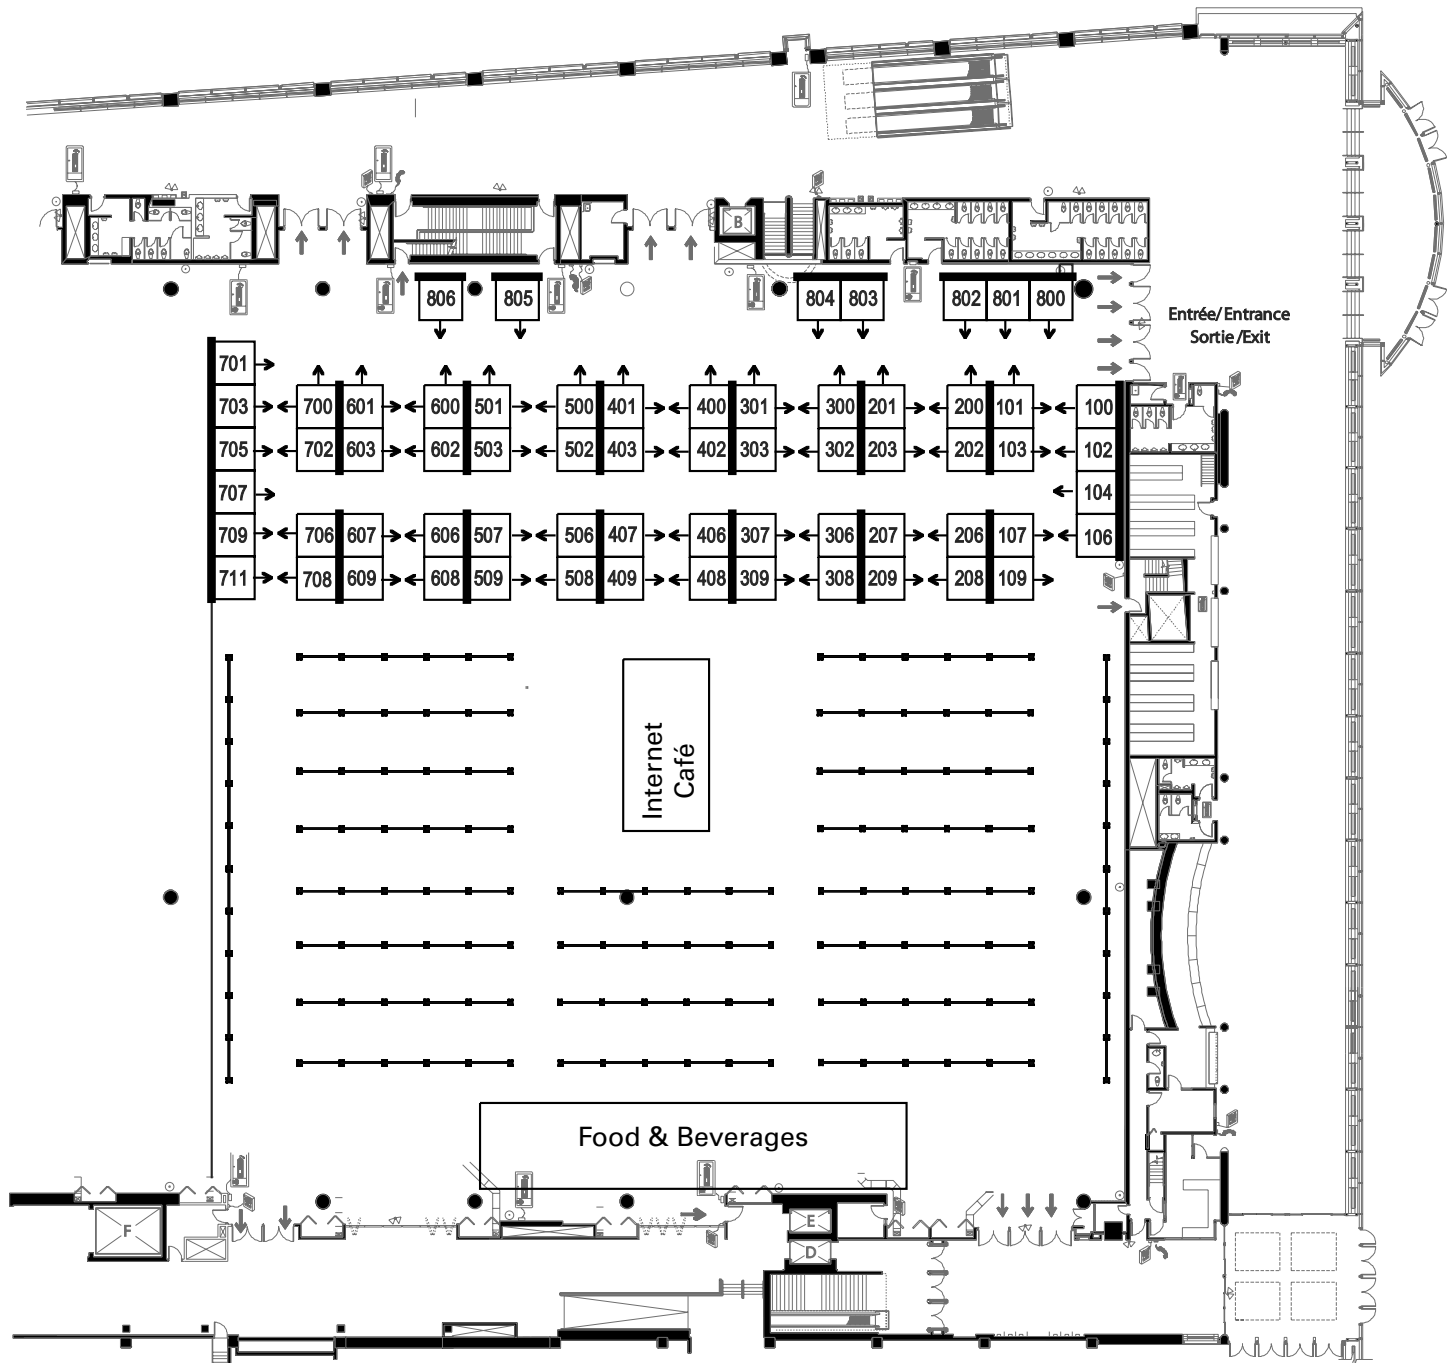 B
806 805 804 803 802 801 800
Entrée/ Entrance
Sortie /Exit
701
703 700 601 600 501 500 401 400 301 300 201 200 101 100
705 702 603 602 503 502 403 402 303 302 203 202 103 102
707 104
709 706 607 606 507 506 407 406 307 306 207 206 107 106
711 708 609 608 509 508 409 408 309 308 209 208 109
Internet
Café
Food & Beverages
F
E
D